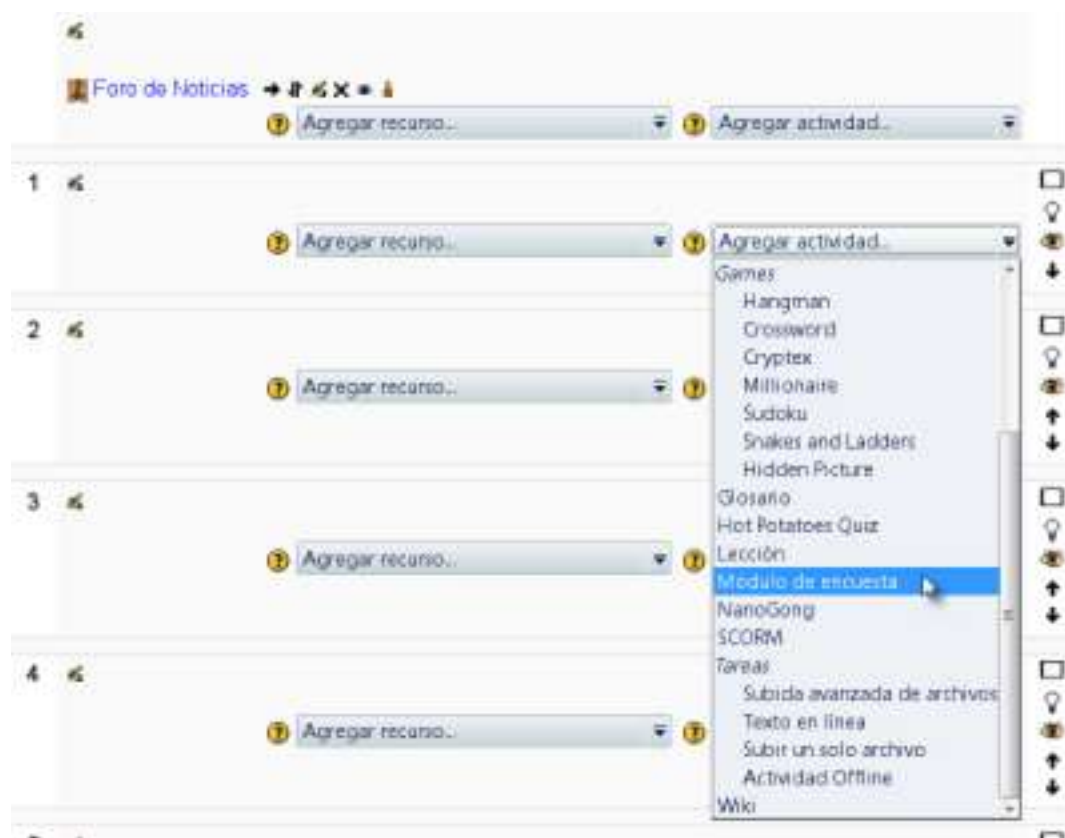 Foro de Noticias
Agregar recurso... Agregar actividad...
1
Agregar recurso... Agregar actividad...
Games
Hangman
Crossword
2
Cryptex
Agregar recurso...
Millionaire
Sudoku
Snakes and Ladders
Hidden Picture
3
Glosario
Hot Potatoes Quiz
Agregar recurso...
Lección
Módulo de encuesta
NanoGong
SCORM
4
Tareas
Subida avanzada de archivos
Agregar recurso...
Texto en línea
Subir un solo archivo
Actividad Offline
Wiki